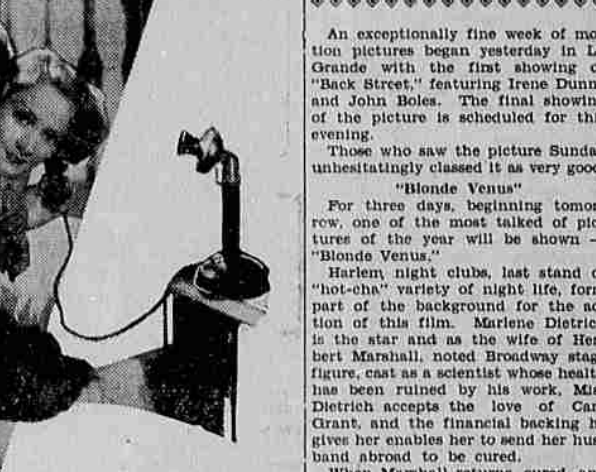 An exceptionally fine week of mo-
tion pictures began yesterday in L
Grande with the first showing o
"Back Street," featuring Irene Dunn
and John Boles. The final showin
of the picture is scheduled for thi
evening.
Those who saw the picture Sunda
unhesitatingly classed it as very good
"Blonde Venus"
For three days, beginning tomor
row, one of the most talked of pic
tures of the year will be shown —
"Blonde Venus."
Harlem night clubs, last stand o
"hot-cha" variety of night life, form
part of the background for the ac
tion of this film. Marlene Dietric
is the star and as the wife of Her
bert Marshall, noted Broadway stag
figure, cast as a scientist whose healt
has been ruined by his work, Mis
Dietrich accepts the love of Car
Grant, and the financial backing h
gives her enables her to send her hus
band abroad to be cured.
When Marshall returns cured, an